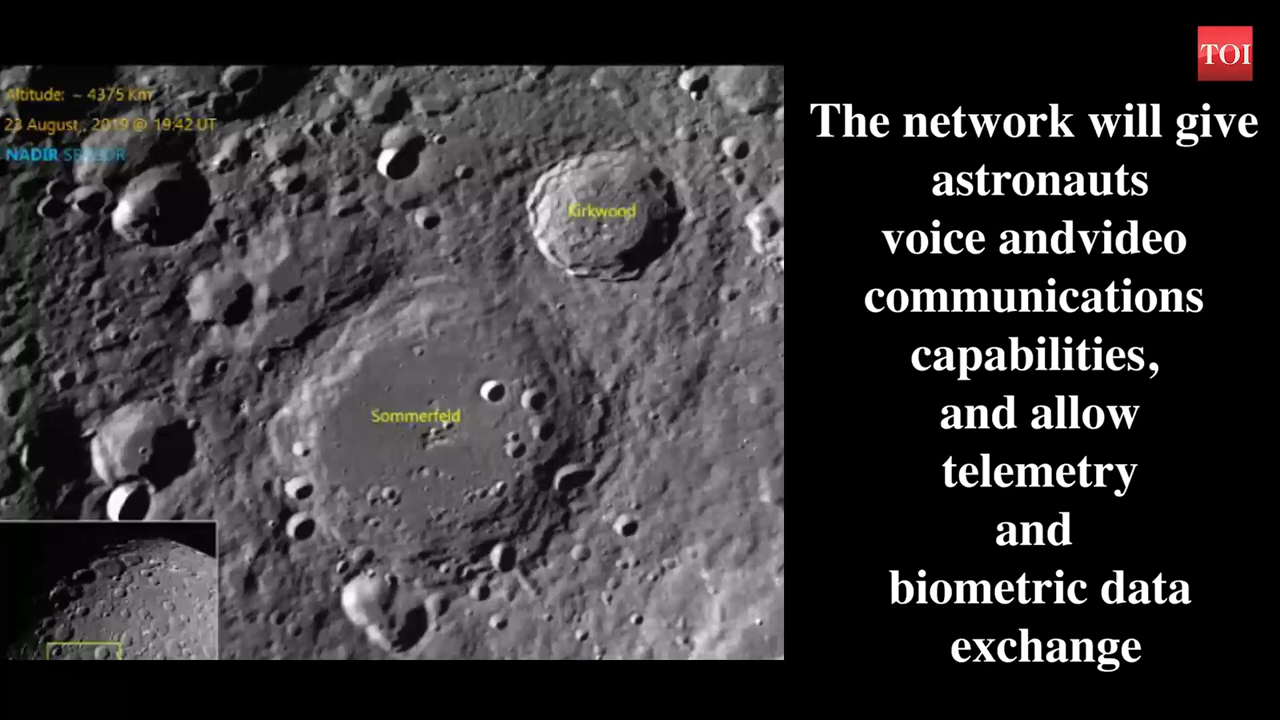 TOI
Altitude: ~ 4375 Km
23 August, 2019 @ 19:42 UT
NADIR SENSOR
Kirkwood
Sommerfeld
The network will give
astronauts
voice andvideo
communications
capabilities,
and allow
telemetry
and
biometric data
exchange